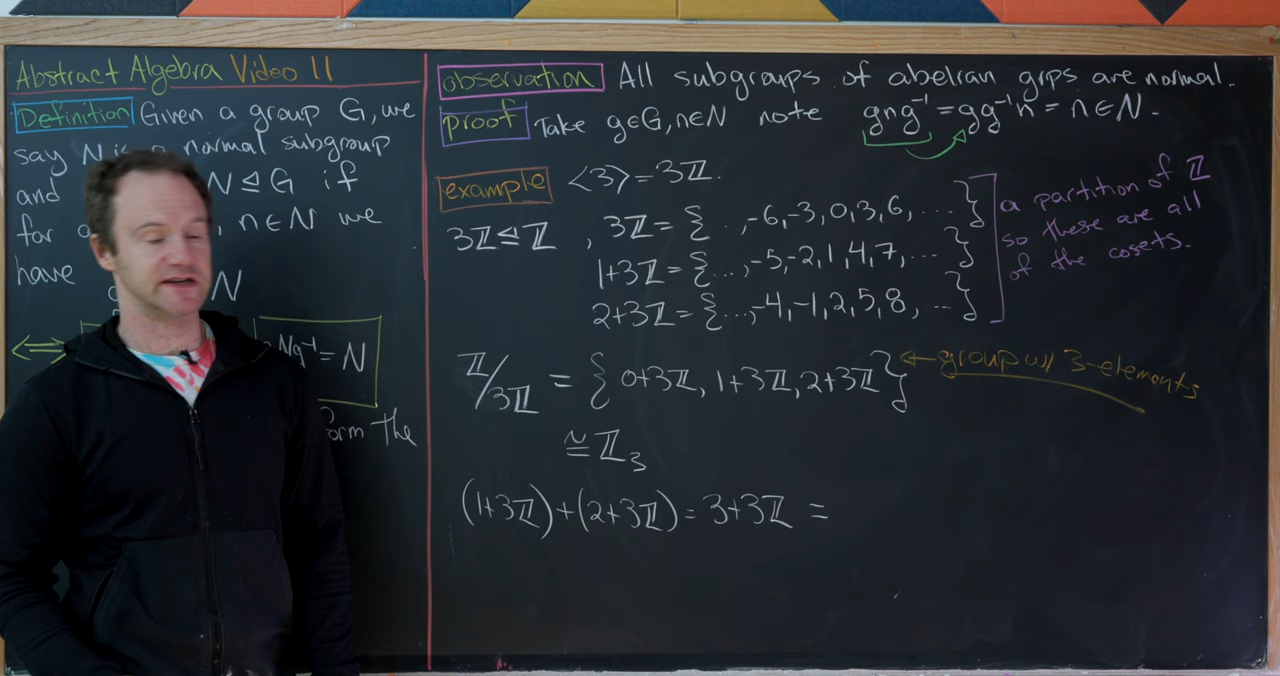 Abstract Algebra Video 11
Definition Given a group G, we
say N is a normal subgroup
and N ⊴ G if
for , n∈N we
have N
⟺ Ng⁻¹ = N
form the
observation All subgroups of abelian grps are normal.
proof Take g∈G, n∈N note gng⁻¹ = gg⁻¹n = n∈N.
example ⟨3⟩ = 3ℤ.
3ℤ ⊴ ℤ , 3ℤ = {..., -6, -3, 0, 3, 6, ...}
1+3ℤ = {..., -5, -2, 1, 4, 7, ...}
2+3ℤ = {..., -4, -1, 2, 5, 8, ...}
a partition of ℤ
so these are all
of the cosets.
ℤ/3ℤ = { 0+3ℤ, 1+3ℤ, 2+3ℤ } ← group w/ 3-elements
≅ ℤ₃
(1+3ℤ)+(2+3ℤ) = 3+3ℤ =